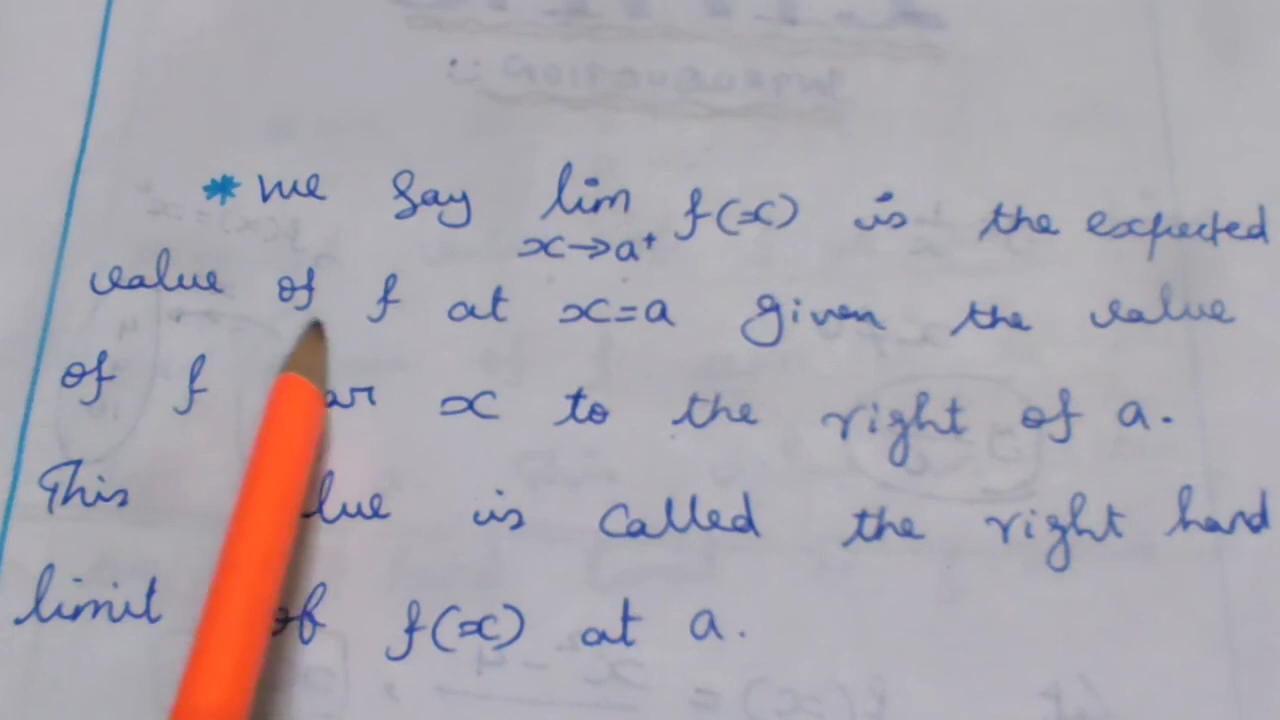 * we say lim f(x) is the expected
x→a⁺
value of f at x=a given the value
of f x to the right of a.
This is called the right hand
limit of f(x) at a.